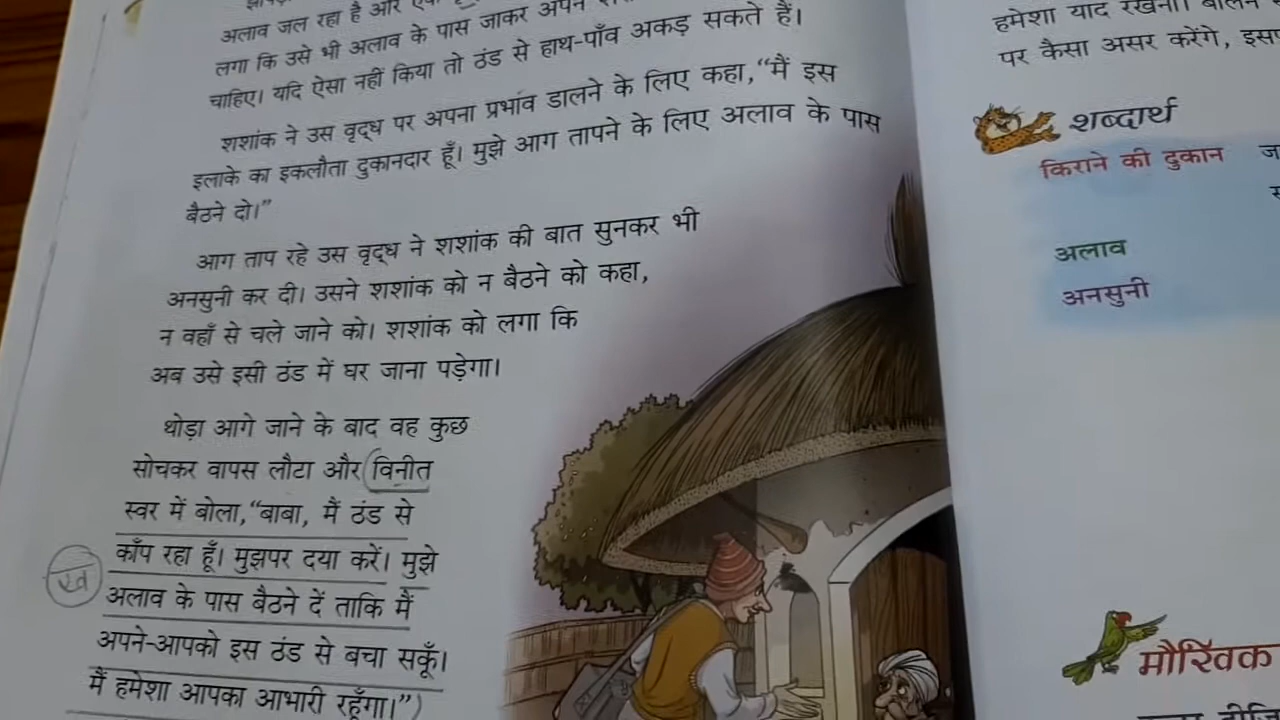 अलाव जल रहा है और
लगा कि उसे भी अलाव के पास जाकर अपने
चाहिए। यदि ऐसा नहीं किया तो ठंड से हाथ-पाँव अकड़ सकते हैं।
शशांक ने उस वृद्ध पर अपना प्रभाव डालने के लिए कहा,“मैं इस
इलाके का इकलौता दुकानदार हूँ। मुझे आग तापने के लिए अलाव के पास
बैठने दो।”
आग ताप रहे उस वृद्ध ने शशांक की बात सुनकर भी
अनसुनी कर दी। उसने शशांक को न बैठने को कहा,
न वहाँ से चले जाने को। शशांक को लगा कि
अब उसे इसी ठंड में घर जाना पड़ेगा।
थोड़ा आगे जाने के बाद वह कुछ
सोचकर वापस लौटा और विनीत
स्वर में बोला,“बाबा, मैं ठंड से
काँप रहा हूँ। मुझपर दया करें। मुझे
ख
अलाव के पास बैठने दें ताकि मैं
अपने-आपको इस ठंड से बचा सकूँ।
मैं हमेशा आपका आभारी रहूँगा।”
हमेशा याद रखना।
पर कैसा असर करेंगे,
शब्दार्थ
किराने की दुकान
अलाव
अनसुनी
मौखिक